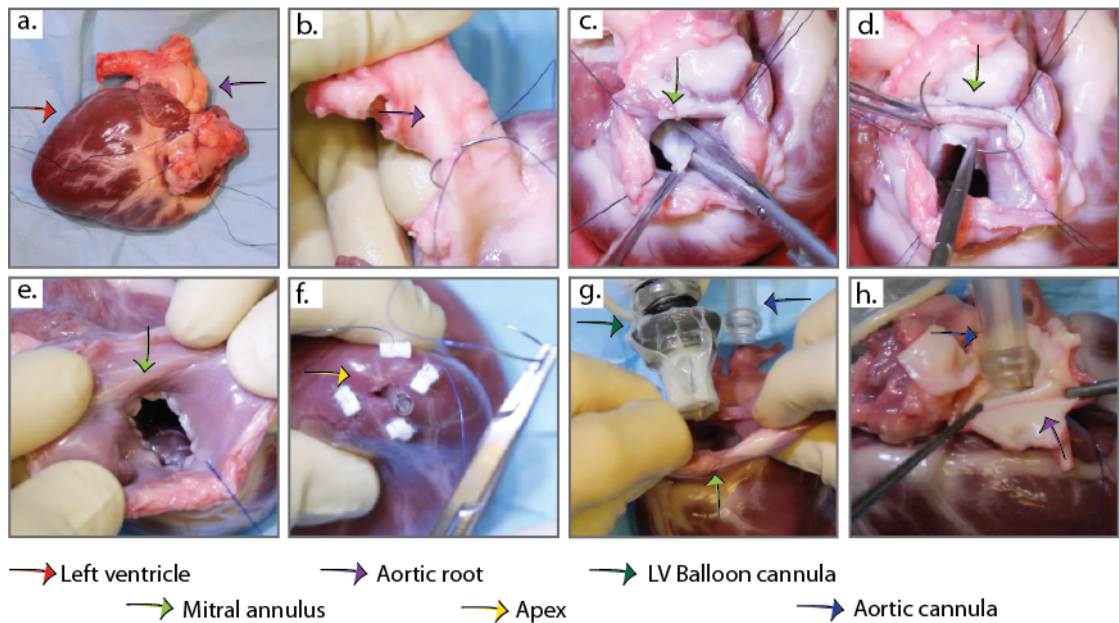 a. b. c. d.
e. f. g. h.
Left ventricle Aortic root LV Balloon cannula
Mitral annulus Apex Aortic cannula